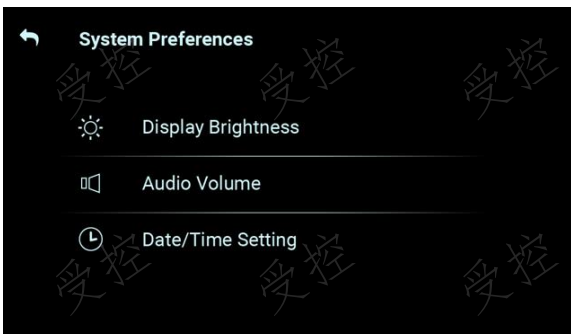 System Preferences
受控 受控 受控
Display Brightness
Audio Volume
Date/Time Setting
受控 受控 受控